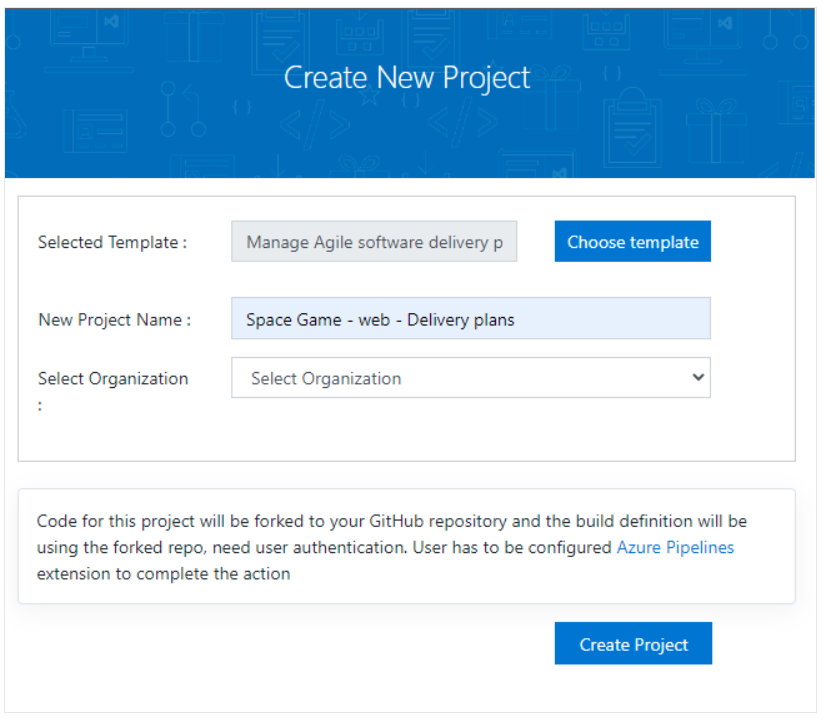 Create New Project
Selected Template :
Manage Agile software delivery p
Choose template
New Project Name :
Space Game - web - Delivery plans
Select Organization
:
Select Organization
Code for this project will be forked to your GitHub repository and the build definition will be
using the forked repo, need user authentication. User has to be configured Azure Pipelines
extension to complete the action
Create Project